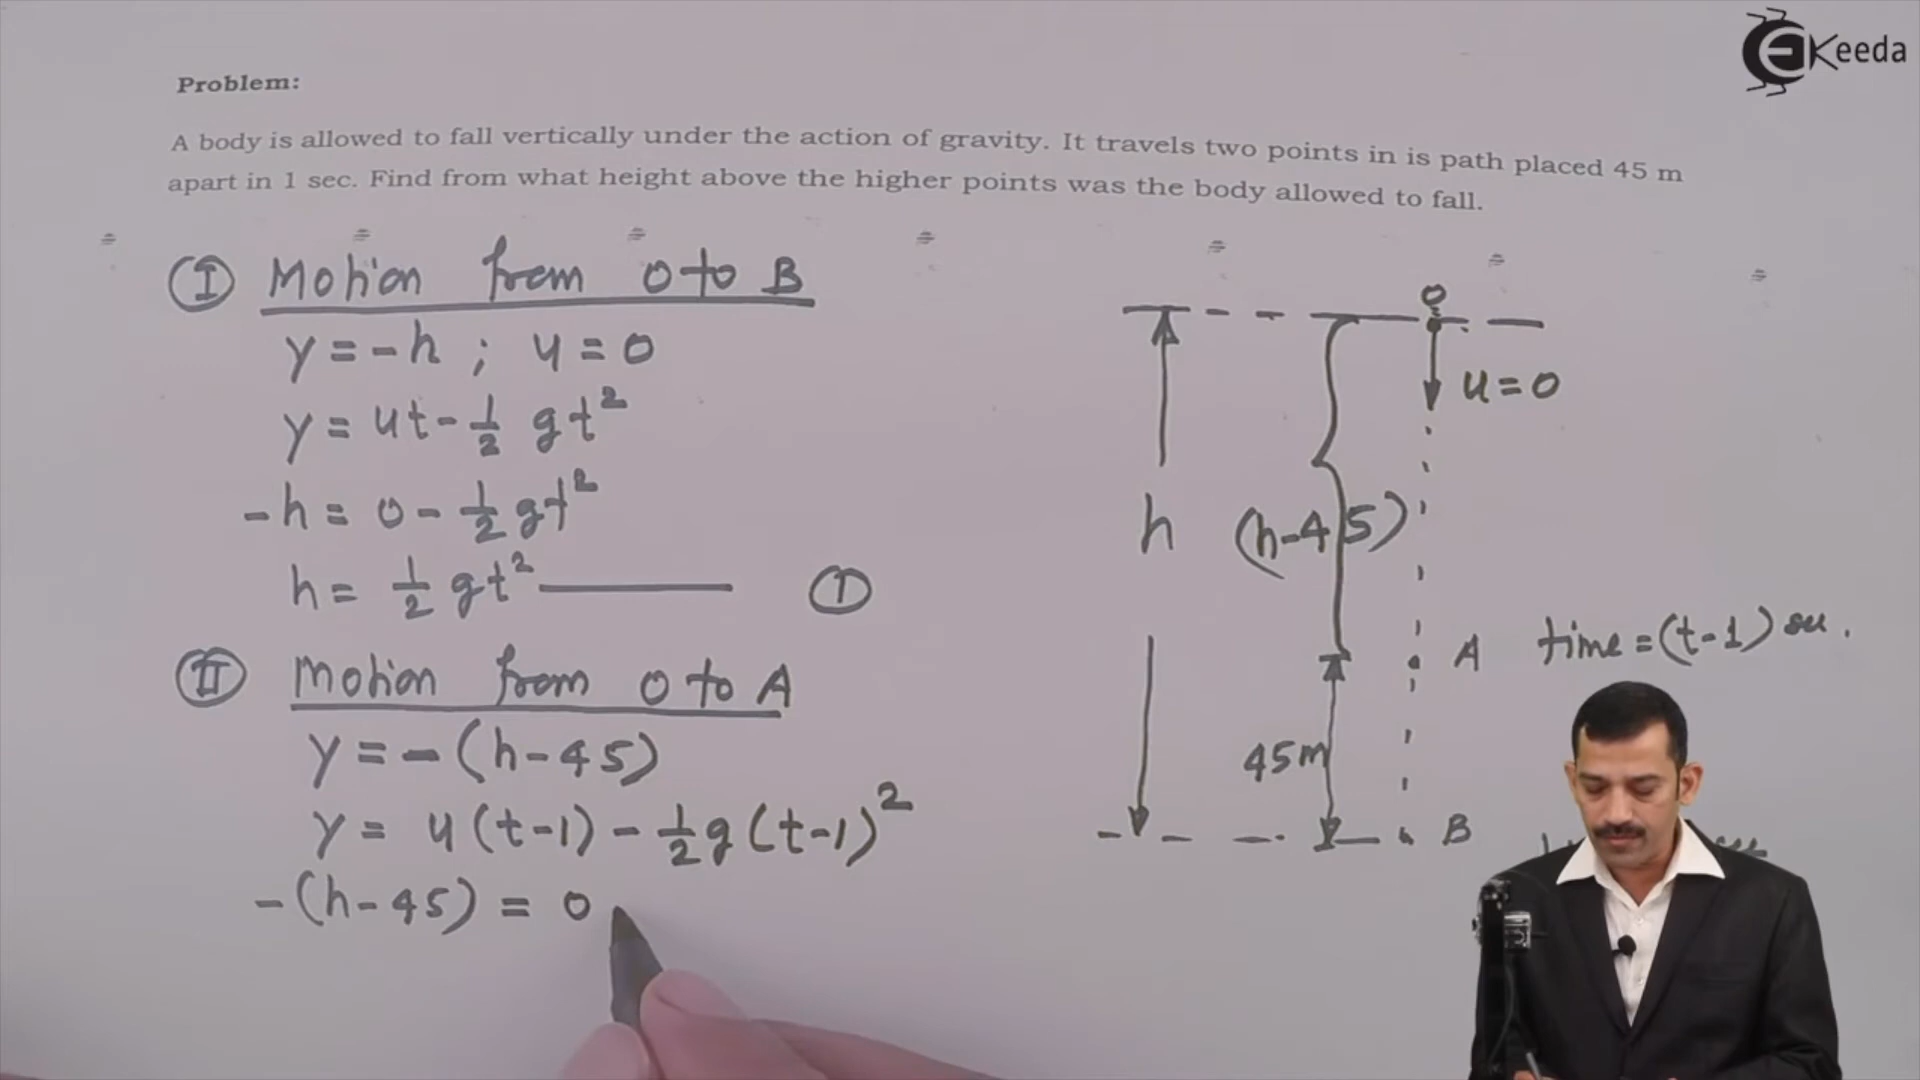 EKeeda
Problem:
A body is allowed to fall vertically under the action of gravity. It travels two points in is path placed 45 m
apart in 1 sec. Find from what height above the higher points was the body allowed to fall.
I Motion from O to B
y = -h ; u = 0
y = ut - 1/2 gt²
-h = 0 - 1/2 gt²
h = 1/2 gt² —— 1
II Motion from O to A
y = -(h-45)
y = u(t-1) - 1/2 g(t-1)²
-(h-45) = 0
O
u = 0
h
(h-45)
A time = (t-1) sec.
45m
B